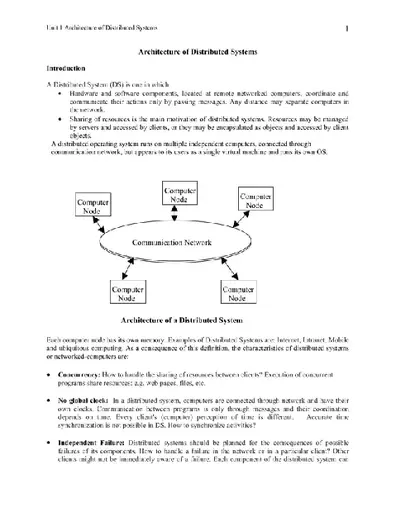 Unit 1 Architecture of Distributed Systems
1
Architecture of Distributed Systems
Introduction
A Distributed System (DS) is one in which
• Hardware and software components, located at remote networked computers, coordinate and
communicate their actions only by passing messages. Any distance may separate computers in
the network.
• Sharing of resources is the main motivation of distributed systems. Resources may be managed
by servers and accessed by clients, or they may be encapsulated as objects and accessed by client
objects.
A distributed operating system runs on multiple independent computers, connected through
communication network, but appears to its users as a single virtual machine and runs its own OS.
Computer
Node
Computer
Node
Computer
Node
Communication Network
Computer
Node
Computer
Node
Architecture of a Distributed System
Each computer node has its own memory. Examples of Distributed Systems are: Internet, Intranet, Mobile
and ubiquitous computing. As a consequence of this definition, the characteristics of distributed systems
or networked-computers are:
• Concurrency: How to handle the sharing of resources between clients? Execution of concurrent
programs share resources: e.g. web pages, files, etc.
• No global clock: In a distributed system, computers are connected through network and have their
own clocks. Communication between programs is only through messages and their coordination
depends on time. Every client's (computer) perception of time is different. Accurate time
synchronization is not possible in DS. How to synchronize activities?
• Independent Failure: Distributed systems should be planned for the consequences of possible
failures of its components. How to handle a failure in the network or in a particular client? Other
clients might not be immediately aware of a failure. Each component of the distributed system can